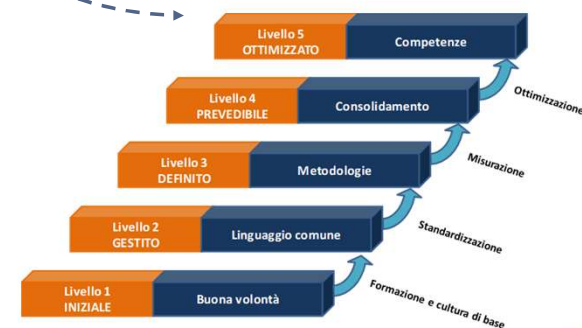 Livello 5
OTTIMIZZATO
Competenze
Ottimizzazione
Livello 4
PREVEDIBILE
Consolidamento
Misurazione
Livello 3
DEFINITO
Metodologie
Standardizzazione
Livello 2
GESTITO
Linguaggio comune
Formazione e cultura di base
Livello 1
INIZIALE
Buona volontà